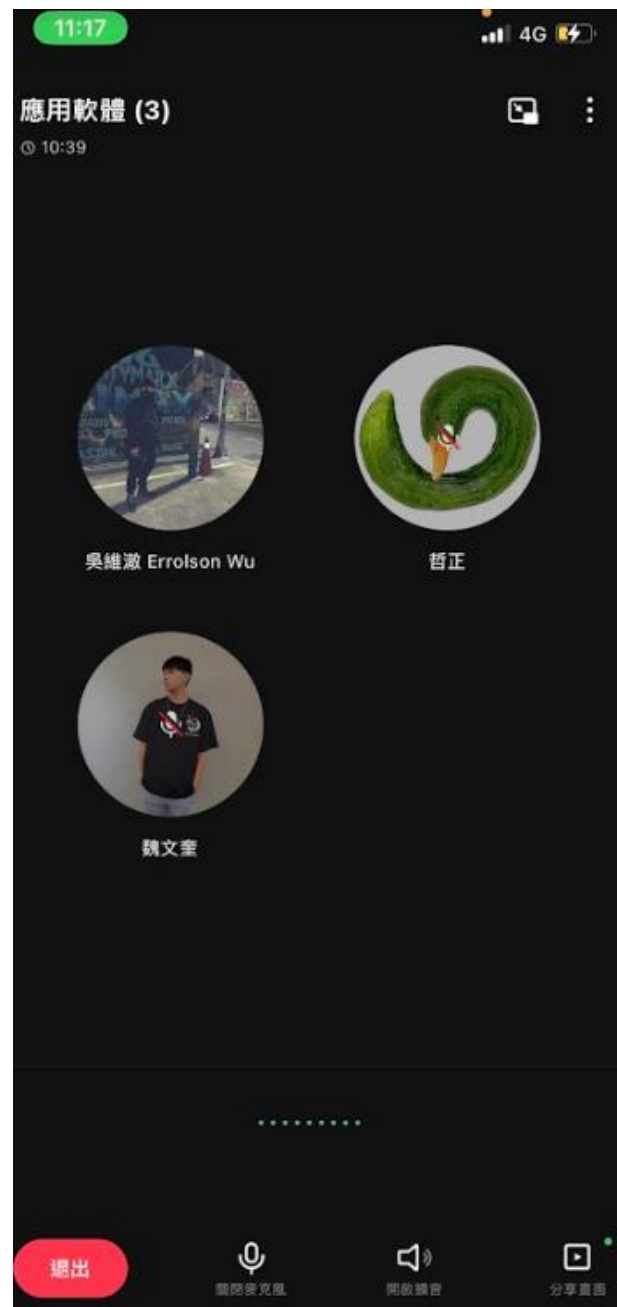 11:17
4G
應用軟體 (3)
10:39
吳維澈 Errolson Wu
哲正
魏文奎
退出
關閉麥克風
開啟擴音
分享畫面